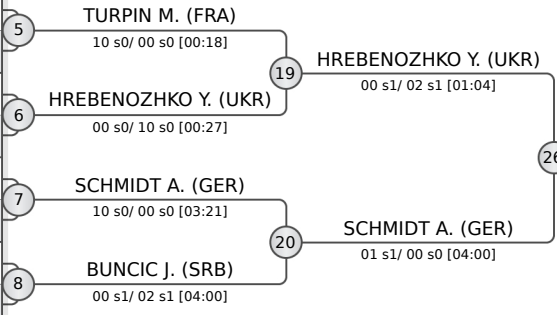 5
TURPIN M. (FRA)
10 s0/ 00 s0 [00:18]
19
HREBENOZHKO Y. (UKR)
00 s1/ 02 s1 [01:04]
6
HREBENOZHKO Y. (UKR)
00 s0/ 10 s0 [00:27]
26
7
SCHMIDT A. (GER)
10 s0/ 00 s0 [03:21]
20
SCHMIDT A. (GER)
01 s1/ 00 s0 [04:00]
8
BUNCIC J. (SRB)
00 s1/ 02 s1 [04:00]